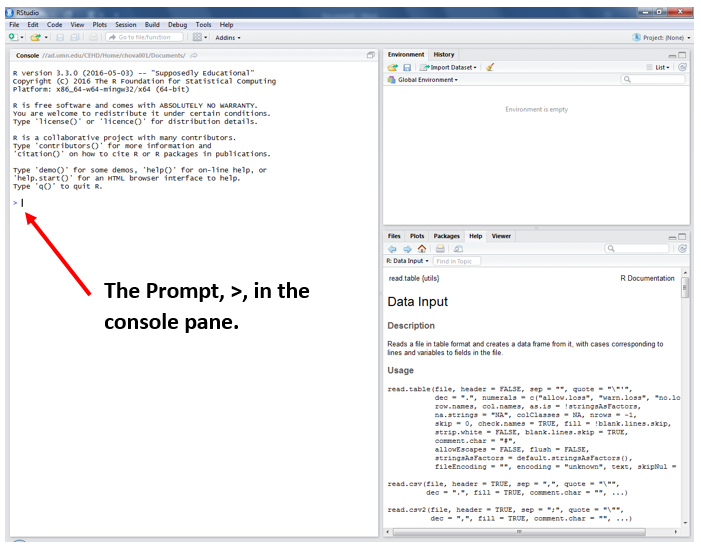 RStudio
File Edit Code View Plots Session Build Debug Tools Help
Go to file/function Addins Project: (None)
Console //ad.umn.edu/CEHD/Home/chova001/Documents/
R version 3.3.0 (2016-05-03) -- "Supposedly Educational"
Copyright (C) 2016 The R Foundation for Statistical Computing
Platform: x86_64-w64-mingw32/x64 (64-bit)
R is free software and comes with ABSOLUTELY NO WARRANTY.
You are welcome to redistribute it under certain conditions.
Type 'license()' or 'licence()' for distribution details.
R is a collaborative project with many contributors.
Type 'contributors()' for more information and
'citation()' on how to cite R or R packages in publications.
Type 'demo()' for some demos, 'help()' for on-line help, or
'help.start()' for an HTML browser interface to help.
Type 'q()' to quit R.
>
The Prompt, >, in the
console pane.
Environment History
Import Dataset List
Global Environment
Environment is empty
Files Plots Packages Help Viewer
R: Data Input Find in Topic
read.table {utils} R Documentation
Data Input
Description
Reads a file in table format and creates a data frame from it, with cases corresponding to
lines and variables to fields in the file.
Usage
read.table(file, header = FALSE, sep = "", quote = "\"'",
dec = ".", numerals = c("allow.loss", "warn.loss", "no.lo
row.names, col.names, as.is = !stringsAsFactors,
na.strings = "NA", colClasses = NA, nrows = -1,
skip = 0, check.names = TRUE, fill = !blank.lines.skip,
strip.white = FALSE, blank.lines.skip = TRUE,
comment.char = "#",
allowEscapes = FALSE, flush = FALSE,
stringsAsFactors = default.stringsAsFactors(),
fileEncoding = "", encoding = "unknown", text, skipNul =
read.csv(file, header = TRUE, sep = ",", quote = "\"",
dec = ".", fill = TRUE, comment.char = "", ...)
read.csv2(file, header = TRUE, sep = ";", quote = "\"",
dec = ",", fill = TRUE, comment.char = "", ...)